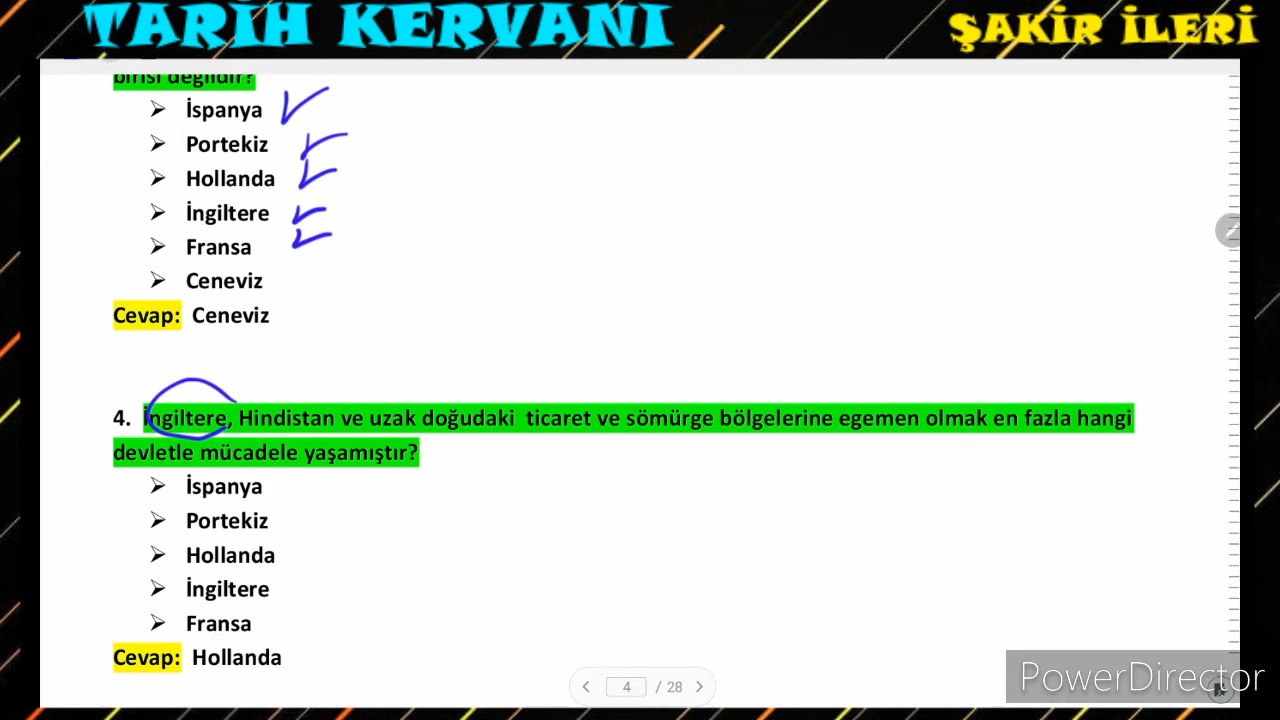 TARİH KERVANI
ŞAKİR İLERİ
birisi değildir?
İspanya
Portekiz
Hollanda
İngiltere
Fransa
Ceneviz
Cevap: Ceneviz
4. İngiltere, Hindistan ve uzak doğudaki ticaret ve sömürge bölgelerine egemen olmak en fazla hangi
devletle mücadele yaşamıştır?
İspanya
Portekiz
Hollanda
İngiltere
Fransa
Cevap: Hollanda
4 / 28
PowerDirector